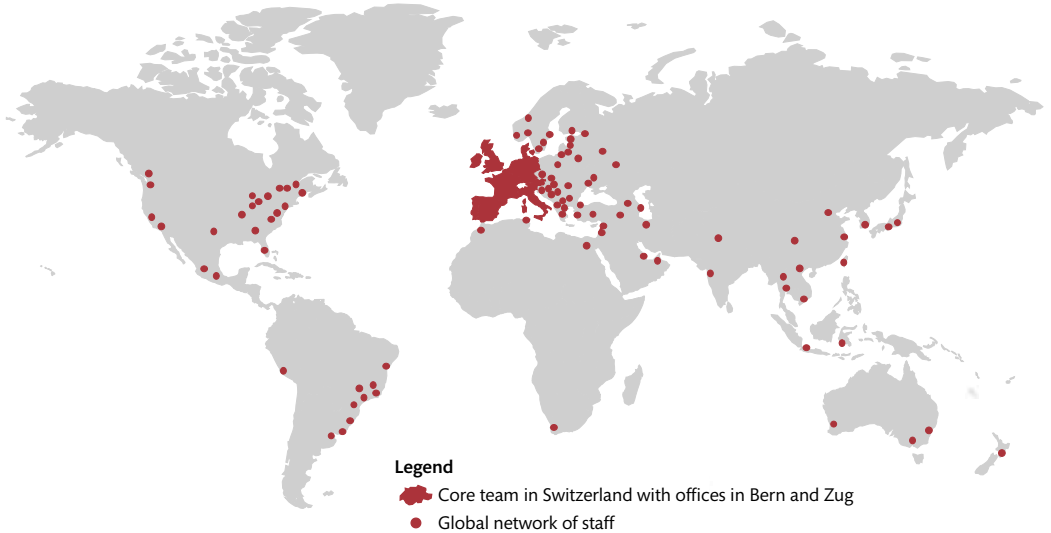 Legend
Core team in Switzerland with offices in Bern and Zug
Global network of staff